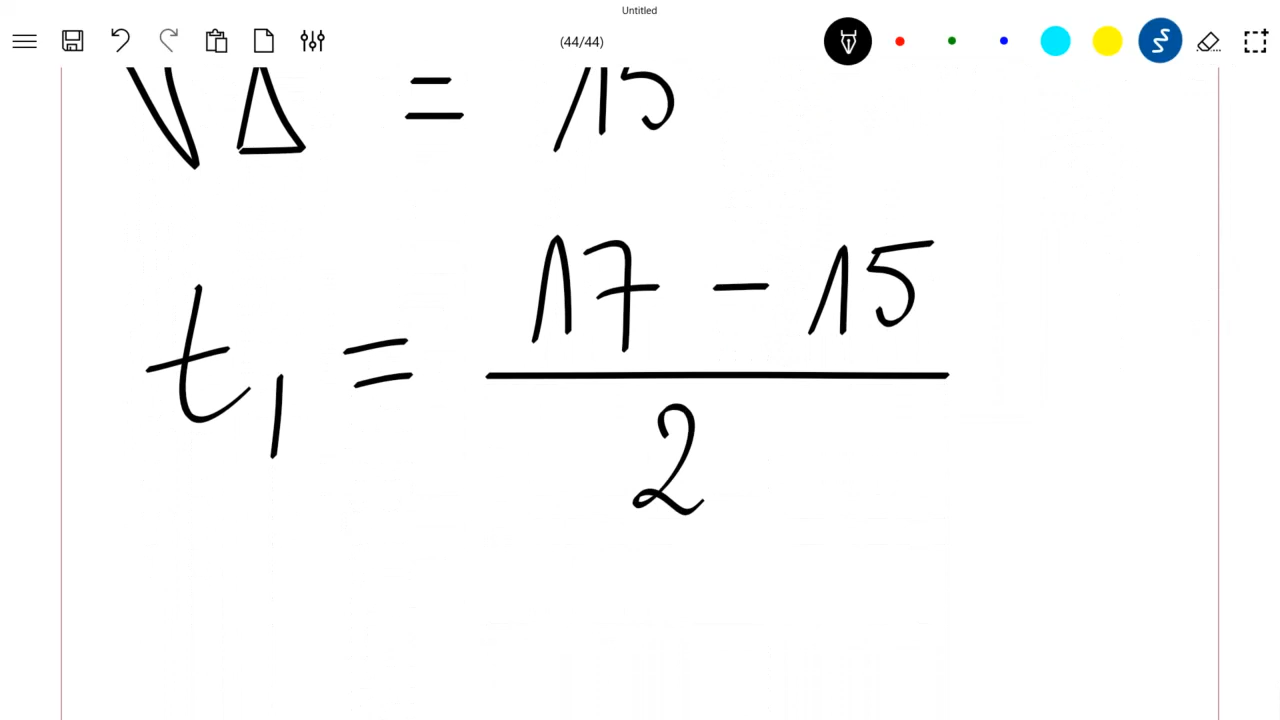 Untitled
(44/44)
√Δ = 15
t₁ = (17 - 15) / 2